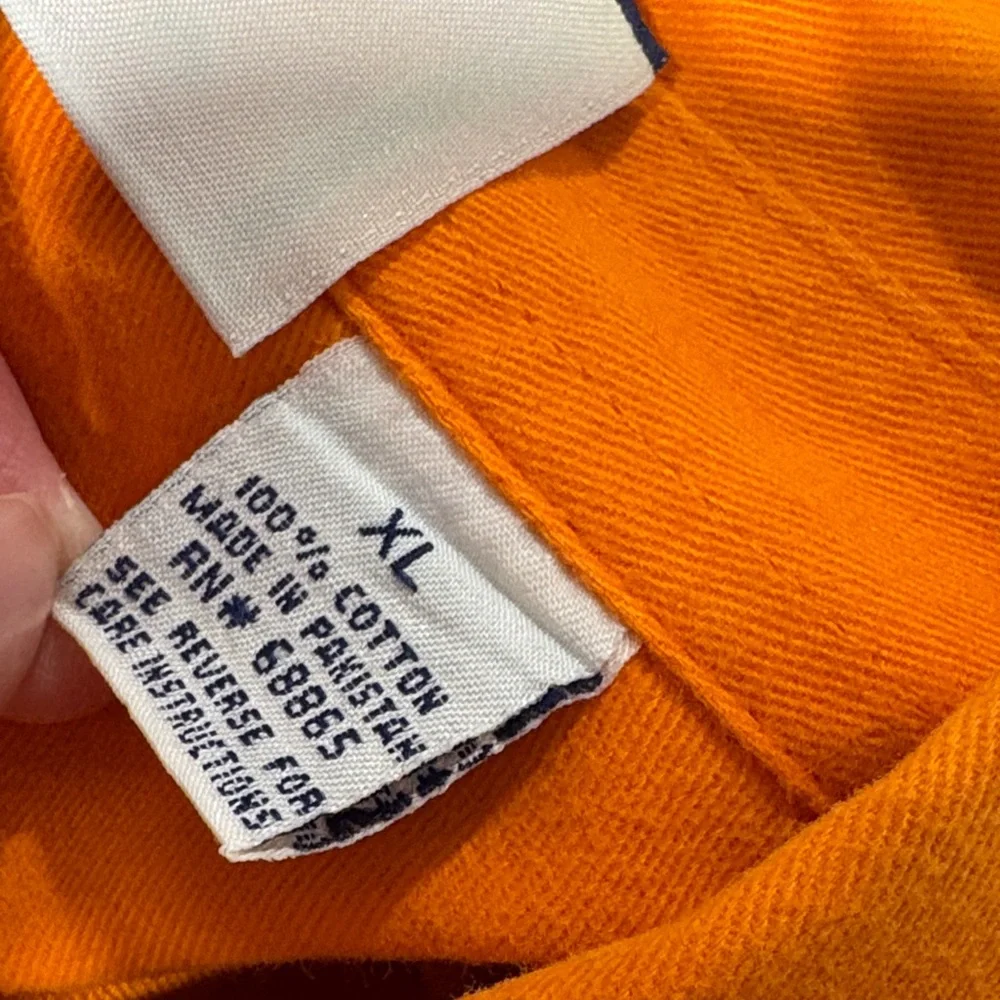 XL
100% COTTON
MADE IN PAKISTAN
RN# 68865
SEE REVERSE FOR
CARE INSTRUCTIONS